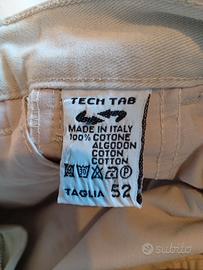 TECH TAB
MADE IN ITALY
100% COTONE
ALGODON
COTON
COTTON
TAGLIA 52
subito